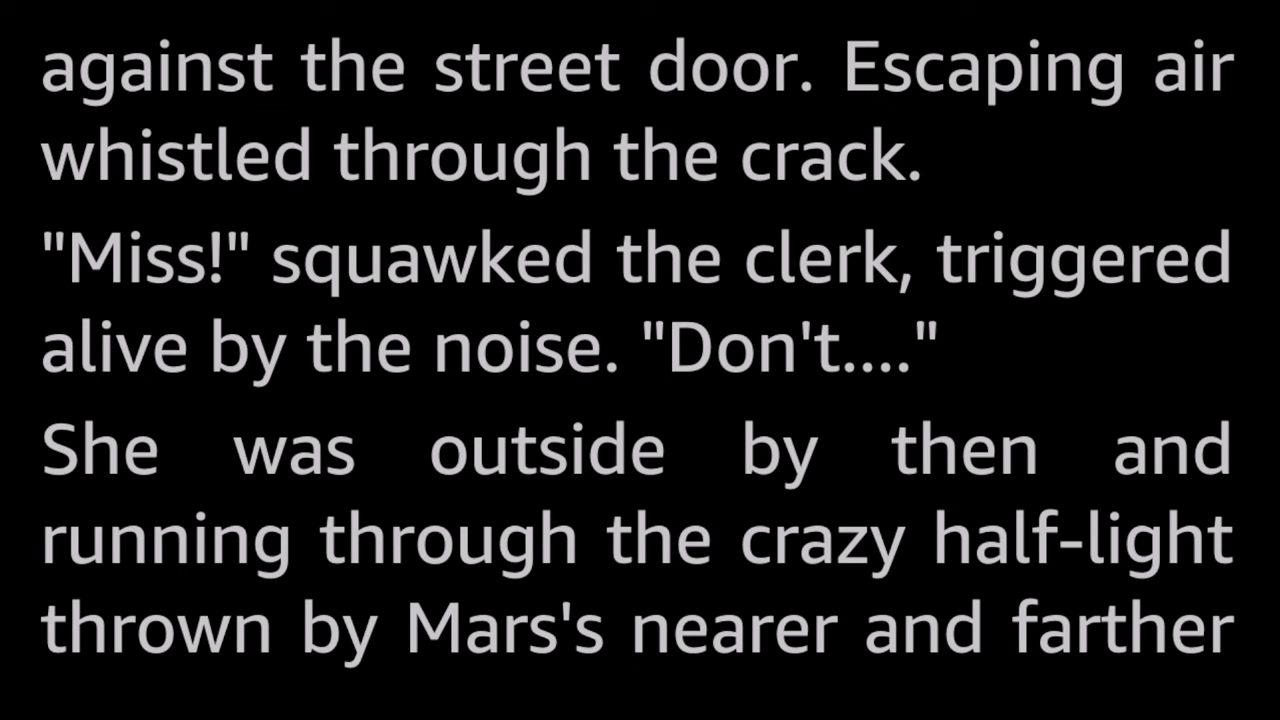 against the street door. Escaping air
whistled through the crack.
"Miss!" squawked the clerk, triggered
alive by the noise. "Don't...."
She was outside by then and
running through the crazy half-light
thrown by Mars's nearer and farther